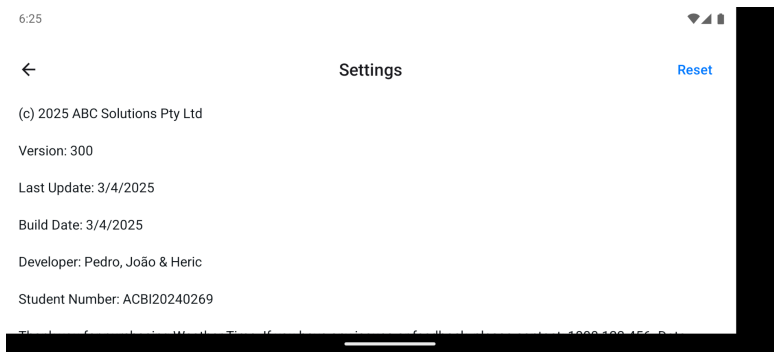 6:25
Settings
Reset
(c) 2025 ABC Solutions Pty Ltd
Version: 300
Last Update: 3/4/2025
Build Date: 3/4/2025
Developer: Pedro, João & Heric
Student Number: ACBI20240269